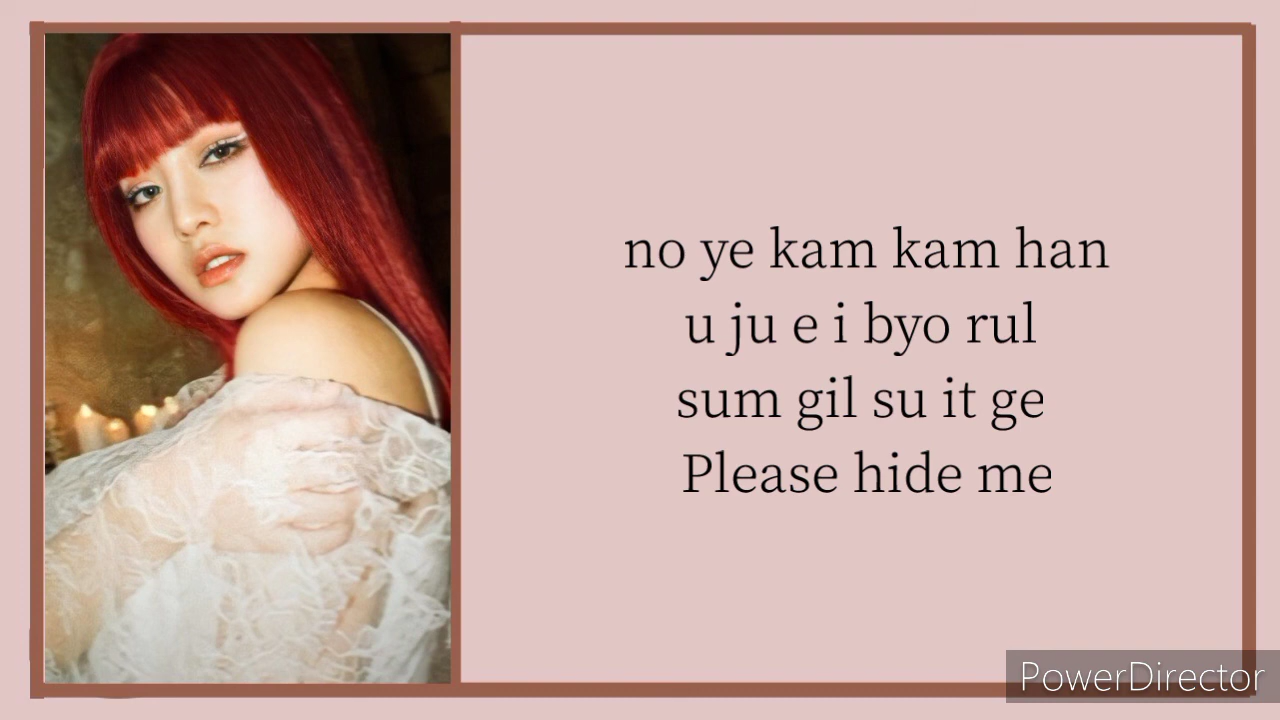 no ye kam kam han
u ju e i byo rul
sum gil su it ge
Please hide me
PowerDirector